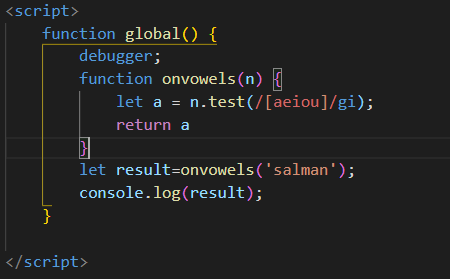 <script>
function global() {
debugger;
function onvowels(n) {
let a = n.test(/[aeiou]/gi);
return a
}
let result=onvowels('salman');
console.log(result);
}
</script>